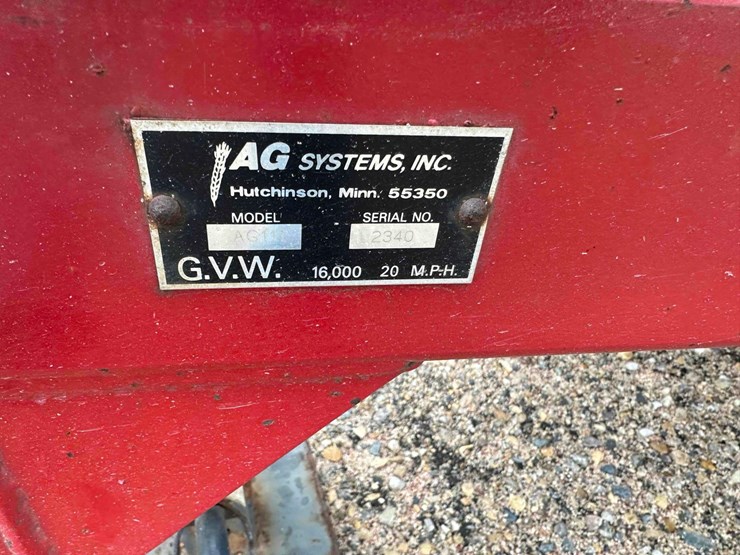 AG SYSTEMS, INC.
Hutchinson, Minn. 55350
MODEL SERIAL NO.
2340
G.V.W. 16,000 20 M.P.H.